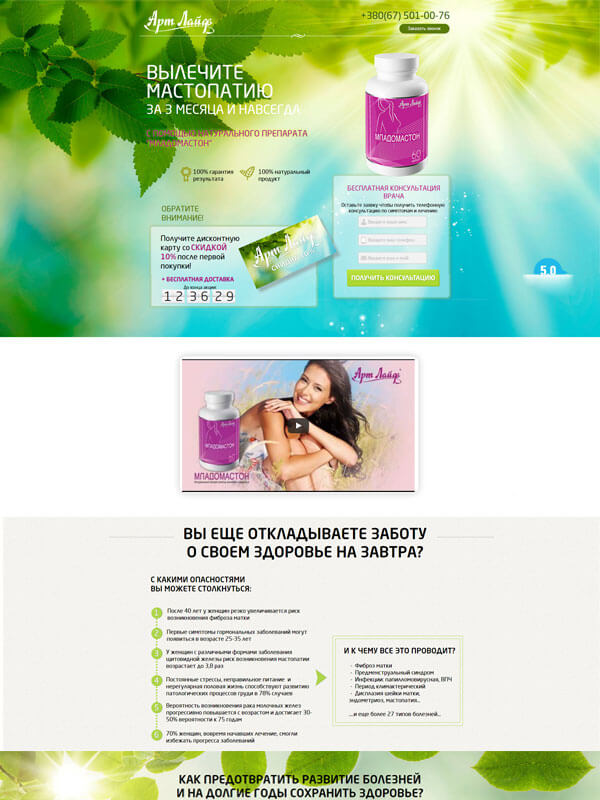 Арт Лайф
+380(67) 501-00-76
Заказать звонок
ВЫЛЕЧИТЕ
МАСТОПАТИЮ
ЗА 3 МЕСЯЦА И НАВСЕГДА
С ПОМОЩЬЮ НАТУРАЛЬНОГО ПРЕПАРАТА
"МЛАДОМАСТОН"
100% гарантия
результата
100% натуральный
продукт
Арт Лайф
МЛАДОМАСТОН
60
ОБРАТИТЕ
ВНИМАНИЕ!
Получите дисконтную
карту со СКИДКОЙ
10% после первой
покупки!
+ БЕСПЛАТНАЯ ДОСТАВКА
До конца акции:
12 36 29
Арт Лайф
БЕСПЛАТНАЯ КОНСУЛЬТАЦИЯ
ВРАЧА
Оставьте заявку чтобы получить телефонную
консультацию по симптомам и лечению
Введите ваше имя
Введите ваш телефон
Введите ваш e-mail
ПОЛУЧИТЬ КОНСУЛЬТАЦИЮ
5.0
Арт Лайф
МЛАДОМАСТОН
60
МЛАДОМАСТОН
ВЫ ЕЩЕ ОТКЛАДЫВАЕТЕ ЗАБОТУ
О СВОЕМ ЗДОРОВЬЕ НА ЗАВТРА?
С КАКИМИ ОПАСНОСТЯМИ
ВЫ МОЖЕТЕ СТОЛКНУТЬСЯ:
1 После 40 лет у женщин резко увеличивается риск
возникновения фиброза матки
2 Первые симптомы гормональных заболеваний могут
появиться в возрасте 25-35 лет
3 У женщин с различными формами заболевания
щитовидной железы риск возникновения мастопатии
возрастает до 3,8 раз
4 Постоянные стрессы, неправильное питание и
нерегулярная половая жизнь способствуют развитию
патологических процессов груди в 78% случаев
5 Вероятность возникновения рака молочных желез
прогрессивно повышается с возрастом и достигает 30-
50% вероятности к 75 годам
6 70% женщин, вовремя начавших лечение, смогли
избежать прогресса заболеваний
И К ЧЕМУ ВСЕ ЭТО ПРОВОДИТ?
- Фиброз матки
- Предменструальный синдром
- Инфекции: папилломовирусная, ВПЧ
- Период климактерический
- Дисплазия шейки матки,
эндометриоз, мастопатия...
...и еще более 27 типов болезней...
КАК ПРЕДОТВРАТИТЬ РАЗВИТИЕ БОЛЕЗНЕЙ
И НА ДОЛГИЕ ГОДЫ СОХРАНИТЬ ЗДОРОВЬЕ?